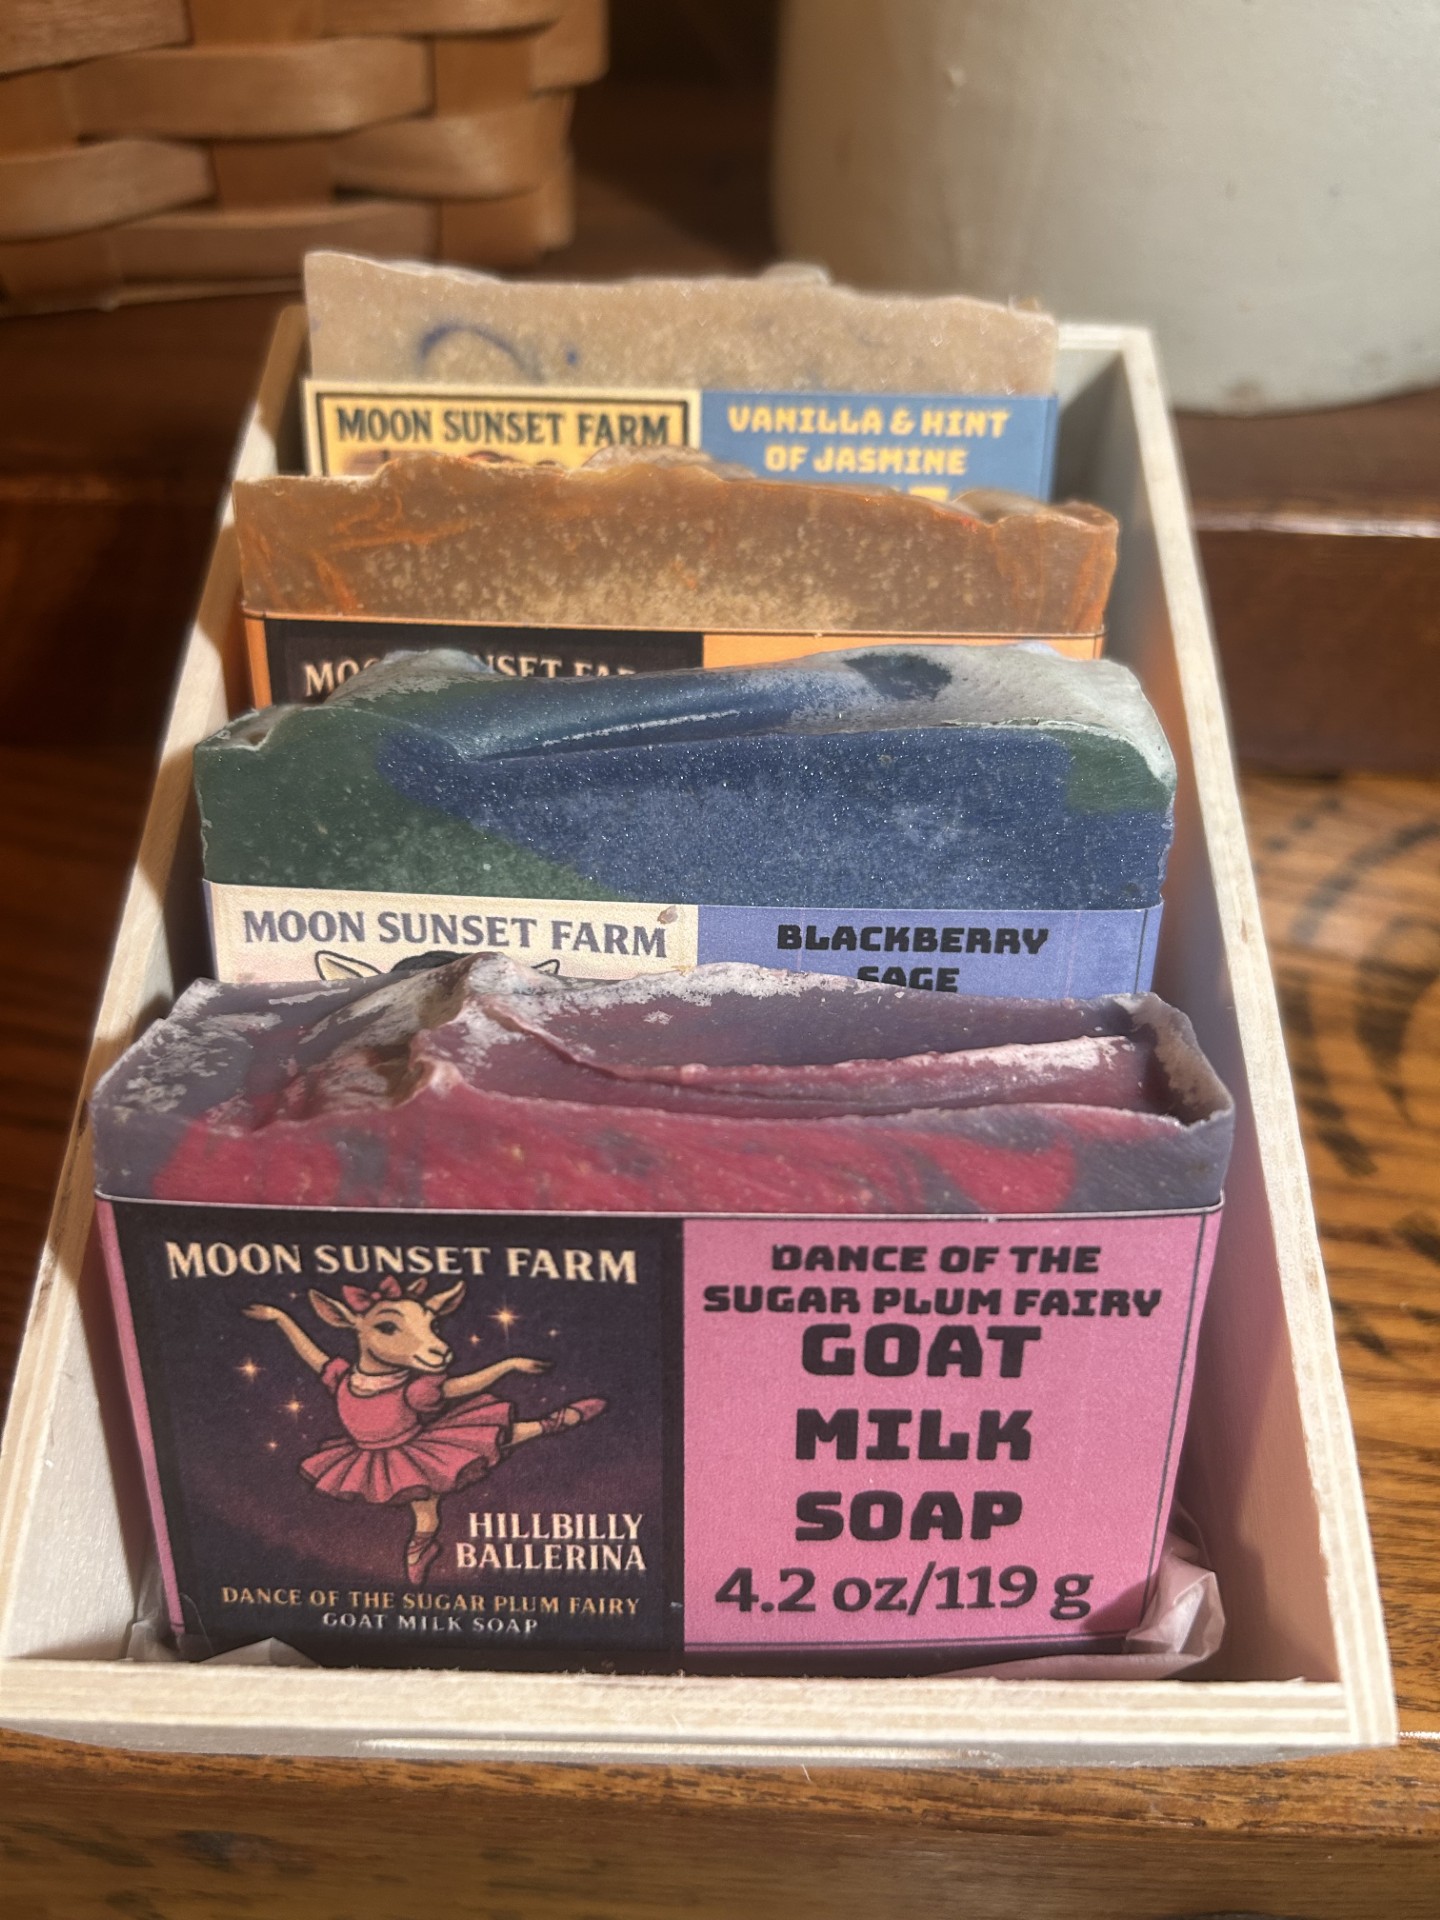 MOON SUNSET FARM
VANILLA & HINT
OF JASMINE
BLACKBERRY
SAGE
MOON SUNSET FARM
MOON SUNSET FARM
HILLBILLY
BALLERINA
DANCE OF THE SUGAR PLUM FAIRY
GOAT MILK SOAP
DANCE OF THE
SUGAR PLUM FAIRY
GOAT
MILK
SOAP
4.2 oz/119 g